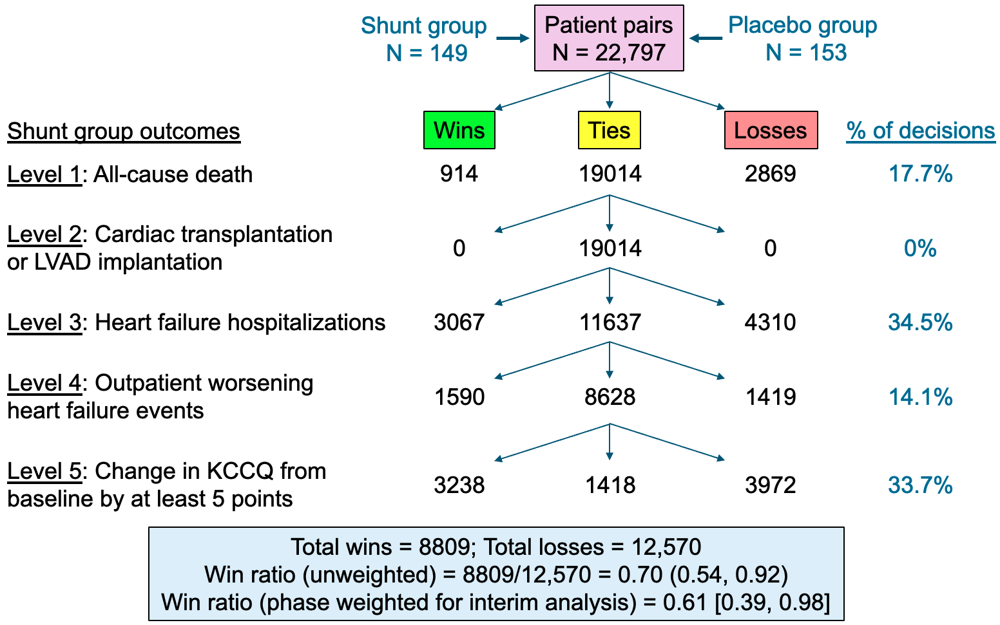 Shunt group
N = 149
Patient pairs
N = 22,797
Placebo group
N = 153
Shunt group outcomes
Wins
Ties
Losses
% of decisions
Level 1: All-cause death
914
19014
2869
17.7%
Level 2: Cardiac transplantation
or LVAD implantation
0
19014
0
0%
Level 3: Heart failure hospitalizations
3067
11637
4310
34.5%
Level 4: Outpatient worsening
heart failure events
1590
8628
1419
14.1%
Level 5: Change in KCCQ from
baseline by at least 5 points
3238
1418
3972
33.7%
Total wins = 8809; Total losses = 12,570
Win ratio (unweighted) = 8809/12,570 = 0.70 (0.54, 0.92)
Win ratio (phase weighted for interim analysis) = 0.61 [0.39, 0.98]